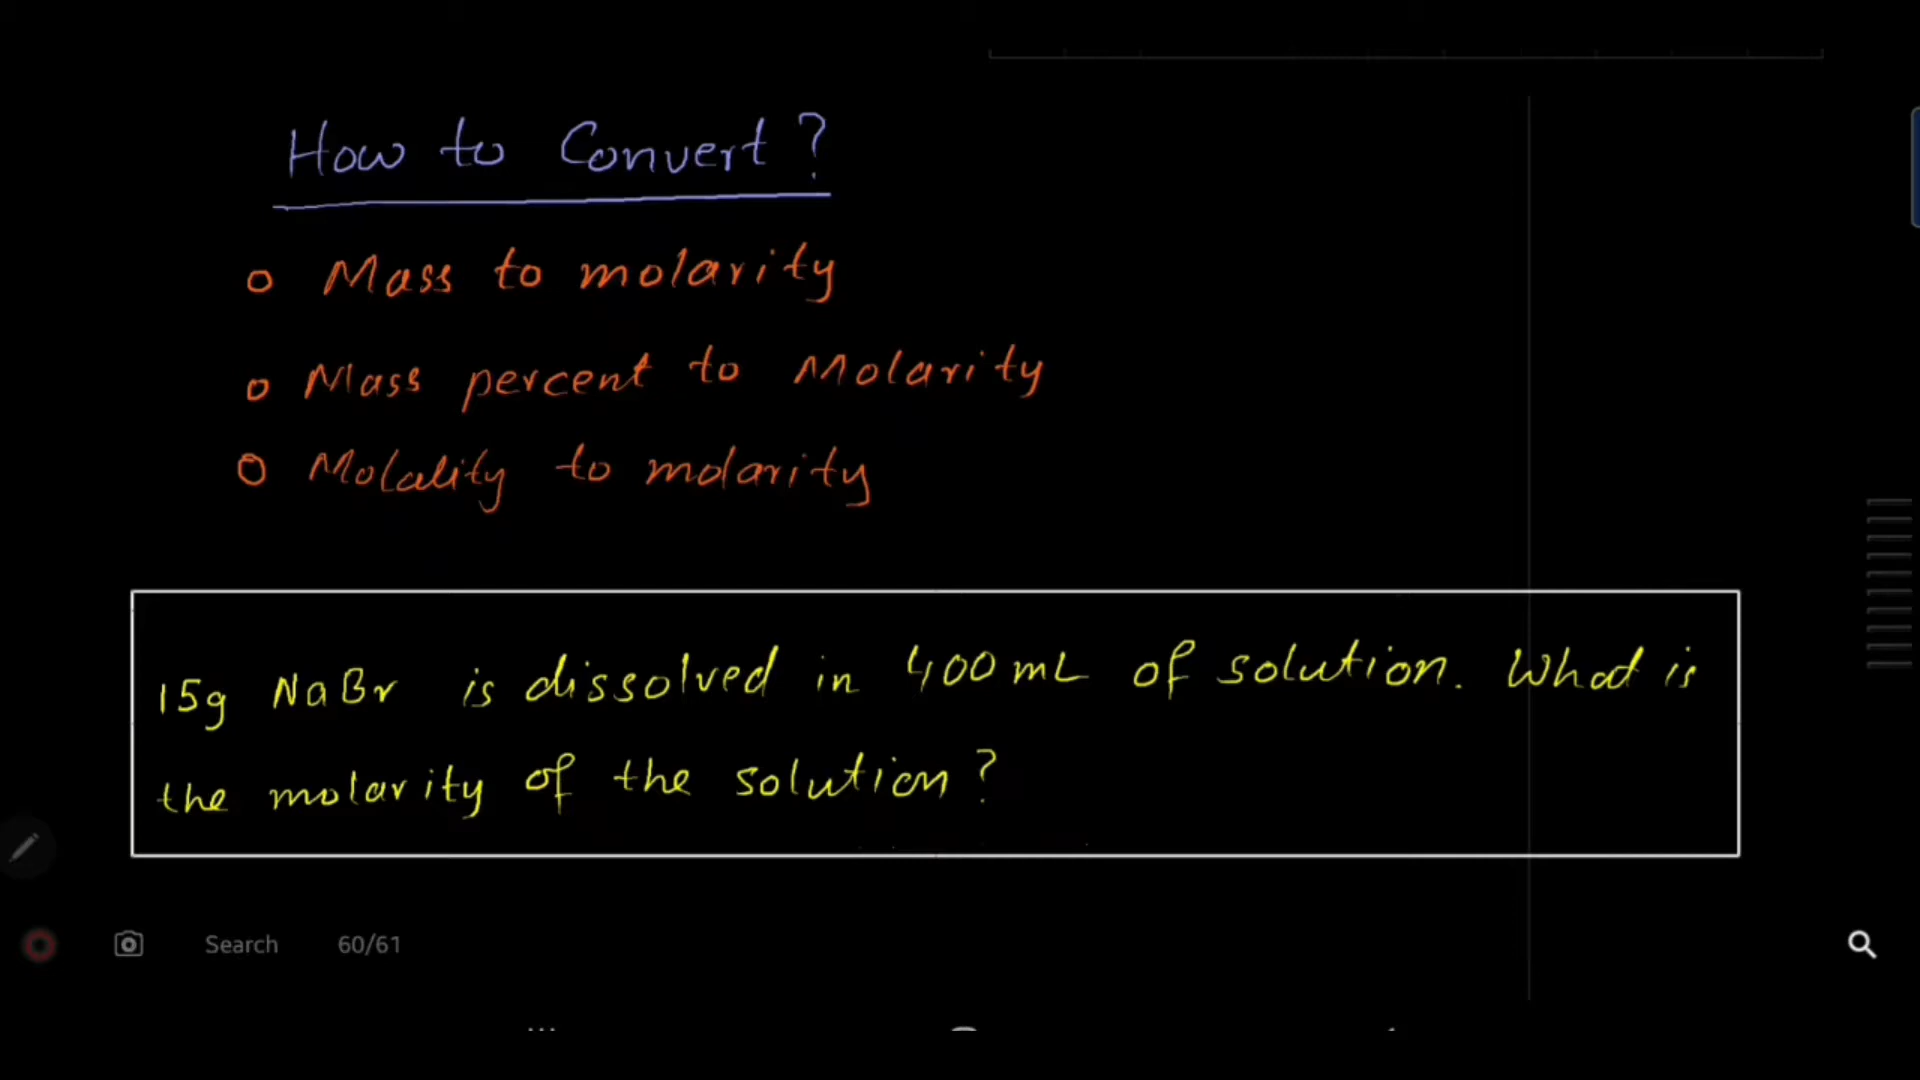 How to Convert?
o Mass to molarity
o Mass percent to Molarity
o Molality to molarity
15g NaBr is dissolved in 400 mL of solution. What is
the molarity of the solution?
Search 60/61